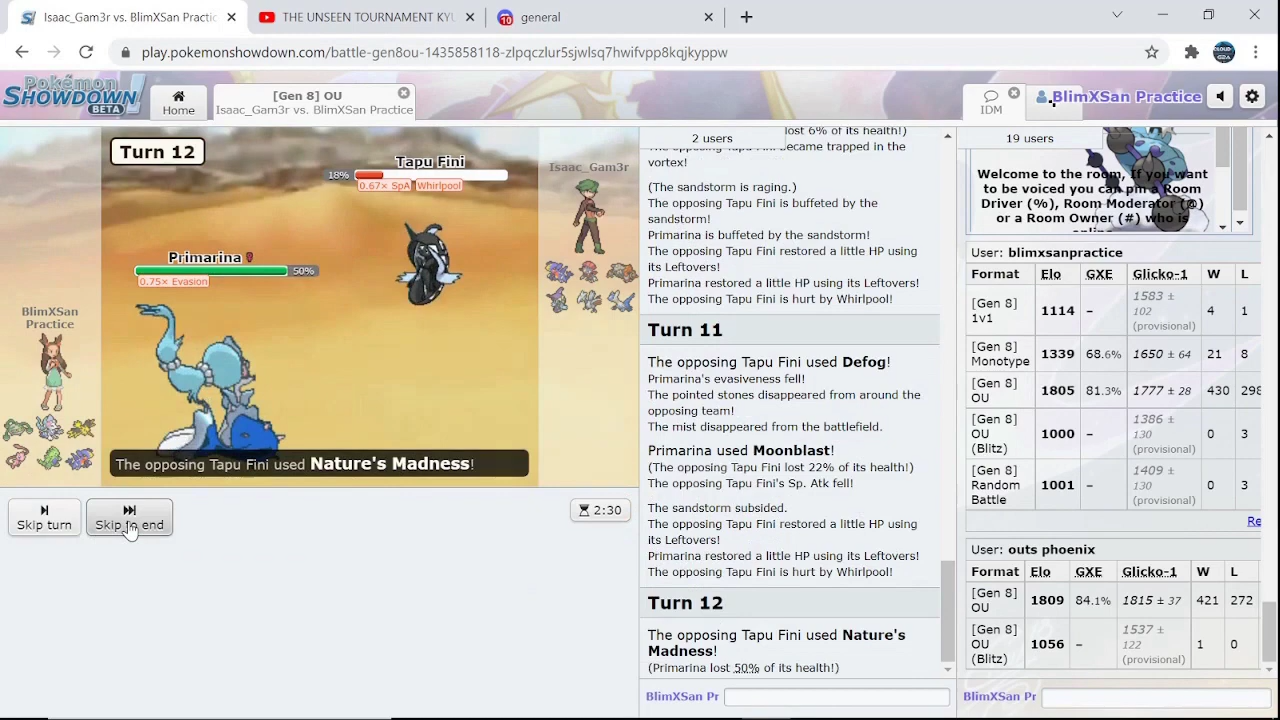 Isaac_Gam3r vs. BlimXSan Practic
THE UNSEEN TOURNAMENT KYU
general
play.pokemonshowdown.com/battle-gen8ou-1435858118-zlpqczlur5sjwlsq7hwifvpp8kqjkyppw
Pokémon
SHOWDOWN!
BETA
Home
[Gen 8] OU
Isaac_Gam3r vs. BlimXSan Practice
IDM
BlimXSan Practice
Turn 12
Tapu Fini
18%
0.67× SpA Whirlpool
Primarina
50%
0.75× Evasion
Isaac_Gam3r
BlimXSan
Practice
The opposing Tapu Fini used Nature's Madness!
Skip turn
Skip to end
2:30
2 users
lost 6% of its health!)
The opposing Tapu Fini became trapped in the
vortex!
(The sandstorm is raging.)
The opposing Tapu Fini is buffeted by the
sandstorm!
Primarina is buffeted by the sandstorm!
The opposing Tapu Fini restored a little HP using
its Leftovers!
Primarina restored a little HP using its Leftovers!
The opposing Tapu Fini is hurt by Whirlpool!
Turn 11
The opposing Tapu Fini used Defog!
Primarina's evasiveness fell!
The pointed stones disappeared from around the
opposing team!
The mist disappeared from the battlefield.
Primarina used Moonblast!
(The opposing Tapu Fini lost 22% of its health!)
The opposing Tapu Fini's Sp. Atk fell!
The sandstorm subsided.
The opposing Tapu Fini restored a little HP using
its Leftovers!
Primarina restored a little HP using its Leftovers!
The opposing Tapu Fini is hurt by Whirlpool!
Turn 12
The opposing Tapu Fini used Nature's
Madness!
(Primarina lost 50% of its health!)
BlimXSan Pr
19 users
Welcome to the room, If you want
to be voiced you can pm a Room
Driver (%), Room Moderator (@)
or a Room Owner (#) who is
User: blimxsanpractice
Format Elo GXE Glicko-1 W L
[Gen 8] 1v1 1114 – 1583 ± 102 (provisional) 4 1
[Gen 8] Monotype 1339 68.6% 1650 ± 64 21 8
[Gen 8] OU 1805 81.3% 1777 ± 28 430 298
[Gen 8] OU (Blitz) 1000 – 1386 ± 130 (provisional) 0 3
[Gen 8] Random Battle 1001 – 1409 ± 130 (provisional) 0 3
Re
User: outs phoenix
Format Elo GXE Glicko-1 W L
[Gen 8] OU 1809 84.1% 1815 ± 37 421 272
[Gen 8] OU (Blitz) 1056 – 1537 ± 122 (provisional) 1 0
BlimXSan Pr